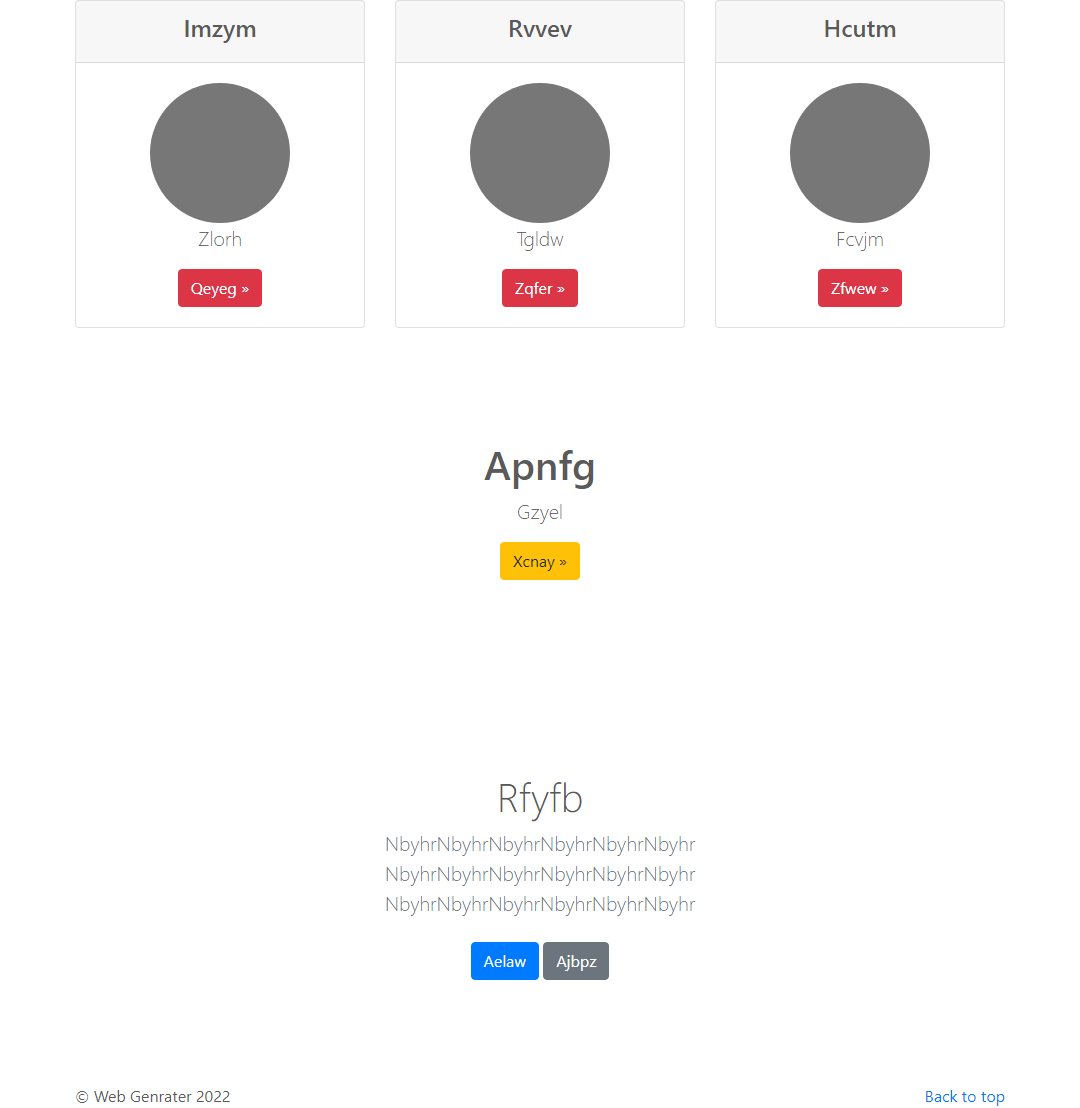 Imzym
Zlorh
Qeyeg »
Rvvev
Tgldw
Zqfer »
Hcutm
Fcvjm
Zfwew »
Apnfg
Gzyel
Xcnay »
Rfyfb
NbyhrNbyhrNbyhrNbyhrNbyhrNbyhr
NbyhrNbyhrNbyhrNbyhrNbyhrNbyhr
NbyhrNbyhrNbyhrNbyhrNbyhrNbyhr
Aelaw Ajbpz
© Web Genrater 2022
Back to top